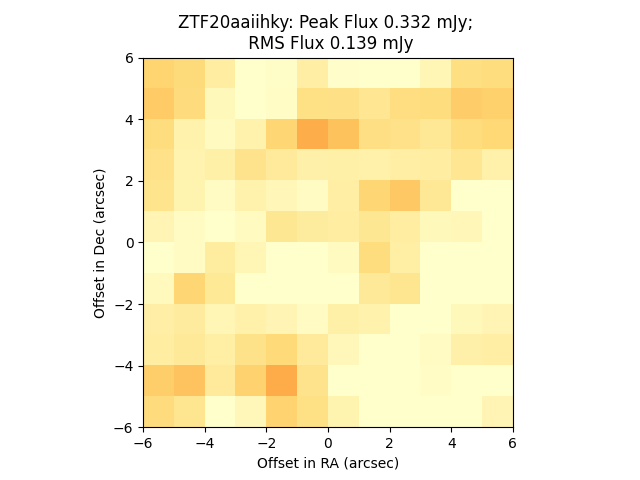 ZTF20aaiihky: Peak Flux 0.332 mJy;
RMS Flux 0.139 mJy
6
4
2
0
−2
−4
−6
Offset in Dec (arcsec)
−6 −4 −2 0 2 4 6
Offset in RA (arcsec)